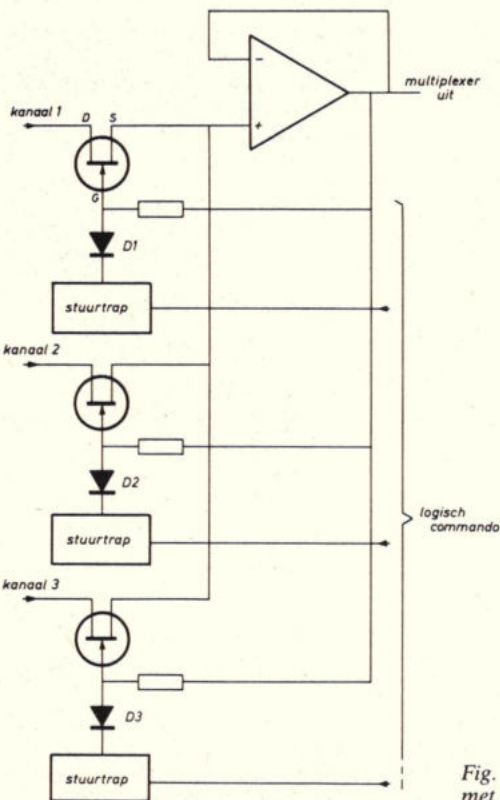 multiplexer
uit
−
+
kanaal 1
D
S
G
D1
stuurtrap
kanaal 2
D2
stuurtrap
logisch
commando
kanaal 3
D3
stuurtrap
Fig.
met